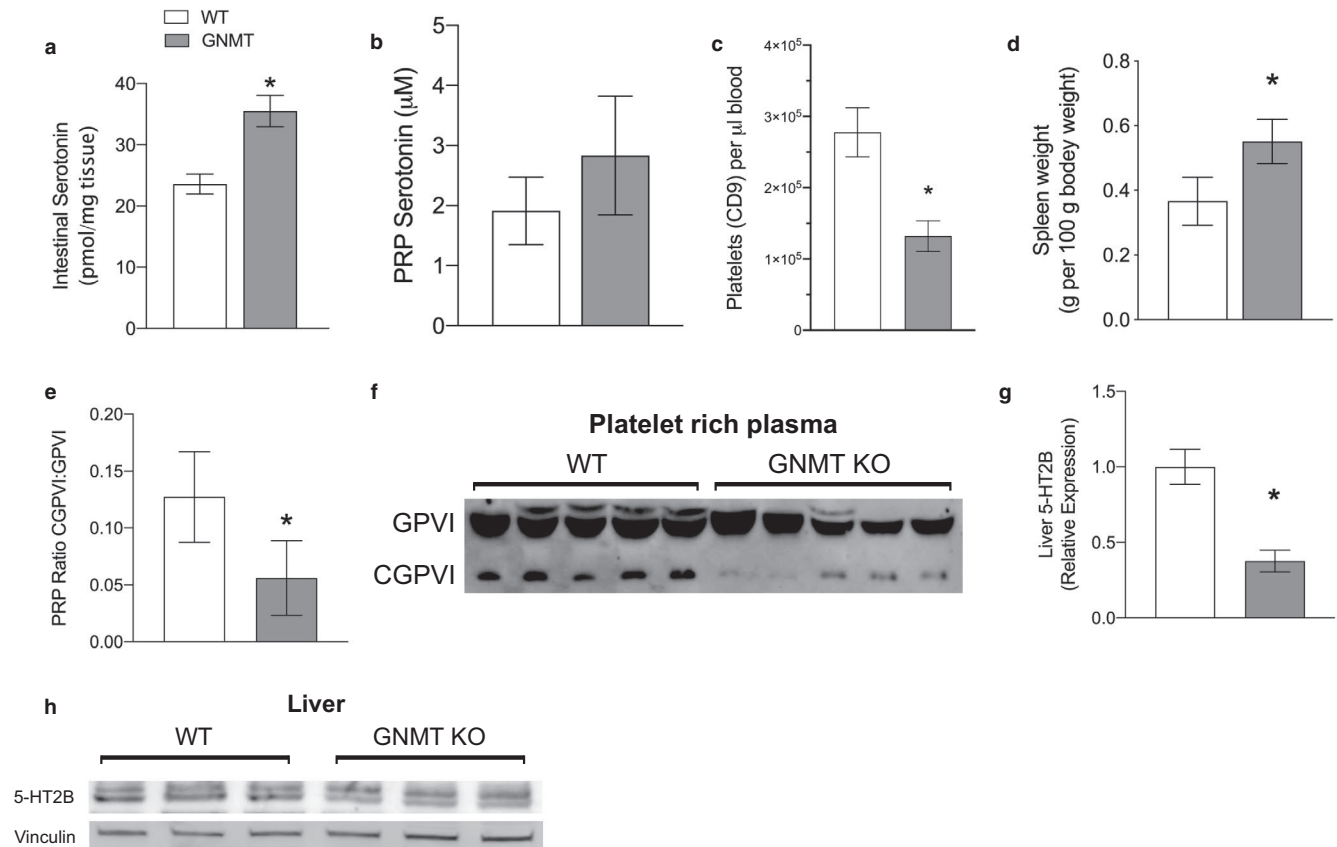 WT
GNMT
a
Intestinal Serotonin
(pmol/mg tissue)
40
30
20
10
0
*
b
PRP Serotonin (μM)
5
4
3
2
1
0
c
Platelets (CD9) per μl blood
4×10⁵
3×10⁵
2×10⁵
1×10⁵
0
*
d
Spleen weight
(g per 100 g bodey weight)
0.8
0.6
0.4
0.2
0.0
*
e
PRP Ratio CGPVI:GPVI
0.20
0.15
0.10
0.05
0.00
*
f
Platelet rich plasma
WT GNMT KO
GPVI
CGPVI
g
Liver 5-HT2B
(Relative Expression)
1.5
1.0
0.5
0.0
*
h
Liver
WT GNMT KO
5-HT2B
Vinculin